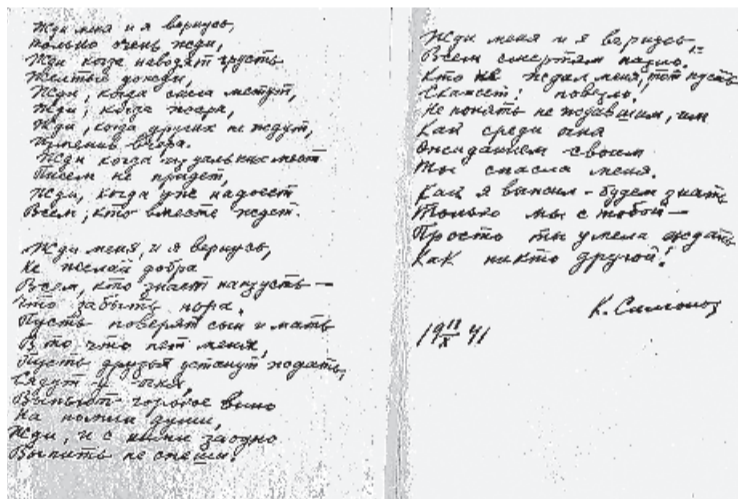 Жди меня и я вернусь,
только очень жди,
Жди когда наводят грусть
Желтые дожди,
Жди, когда снега метут,
Жди когда жара,
Жди, когда других не ждут,
Изменив вчера.
Жди когда из дальних мест
Писем не придет,
Жди, когда уж надоест
Всем, кто вместе ждет.
Жди меня, и я вернусь,
Не желай добра
Всем, кто знает наизусть —
Что забыть пора.
Пусть поверят сын и мать
В то что нет меня,
Пусть друзья устанут ждать,
Сядут у огня,
Выпьют горькое вино
На помин души,
Жди, и с ними заодно
Выпить не спеши!
Жди меня и я вернусь,
Всем смертям назло.
Кто не ждал меня, тот пусть
Скажет: повезло.
Не понять не ждавшим, им
Как среди огня
Ожиданием своим
Ты спасла меня.
Как я выжил - будем знать
Только мы с тобой —
Просто ты умела ждать
Как никто другой!
К. Симонов
19 11/X 41